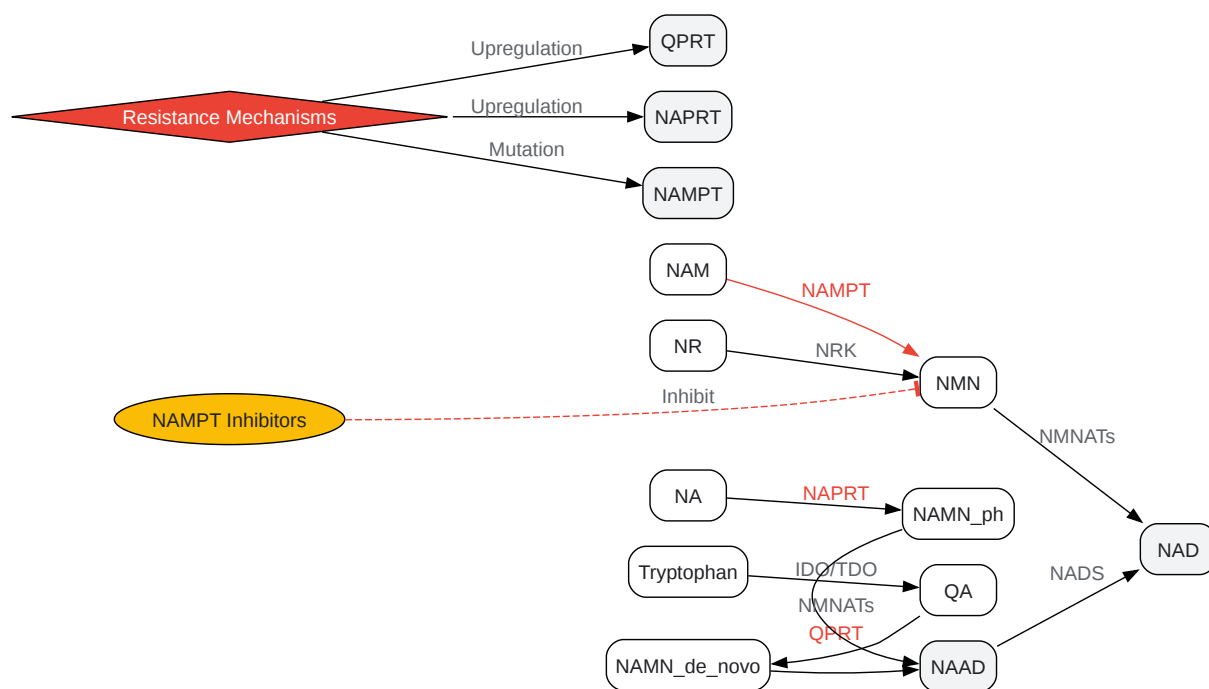 QPRT
Upregulation
Resistance Mechanisms
Upregulation
NAPRT
Mutation
NAMPT
NAM
NAMPT
NR
NRK
NMN
Inhibit
NAMPT Inhibitors
NMNATs
NA
NAPRT
NAMN_ph
NAD
Tryptophan
IDO/TDO
QA
NADS
NMNATs
QPRT
NAMN_de_novo
NAAD